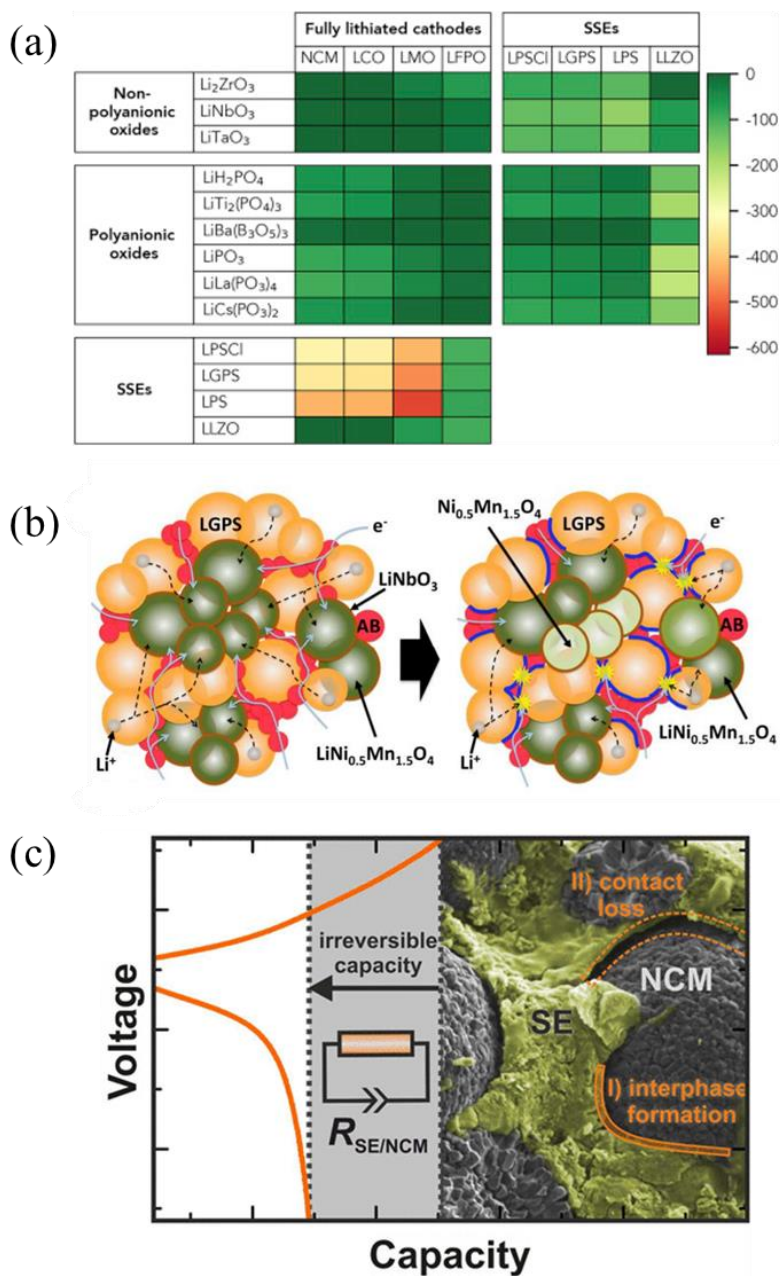 (a)
Fully lithiated cathodes
SSEs
NCM LCO LMO LFPO
LPSCl LGPS LPS LLZO
Non-polyanionic oxides
Li₂ZrO₃
LiNbO₃
LiTaO₃
Polyanionic oxides
LiH₂PO₄
LiTi₂(PO₄)₃
LiBa(B₃O₅)₃
LiPO₃
LiLa(PO₃)₄
LiCs(PO₃)₂
SSEs
LPSCl
LGPS
LPS
LLZO
0
-100
-200
-300
-400
-500
-600
(b)
LGPS
e⁻
LiNbO₃
AB
LiNi₀.₅Mn₁.₅O₄
Li⁺
Ni₀.₅Mn₁.₅O₄
LGPS
e⁻
AB
LiNi₀.₅Mn₁.₅O₄
Li⁺
(c)
Voltage
irreversible
capacity
R SE/NCM
II) contact
loss
NCM
SE
I) interphase
formation
Capacity